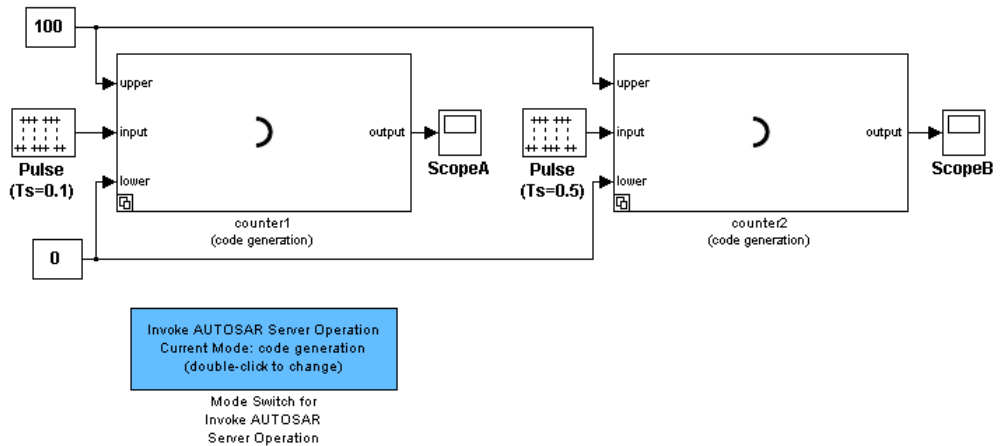 100
upper
input
lower
output
Pulse
(Ts=0.1)
ScopeA
counter1
(code generation)
upper
input
lower
output
Pulse
(Ts=0.5)
ScopeB
counter2
(code generation)
0
Invoke AUTOSAR Server Operation
Current Mode: code generation
(double-click to change)
Mode Switch for
Invoke AUTOSAR
Server Operation